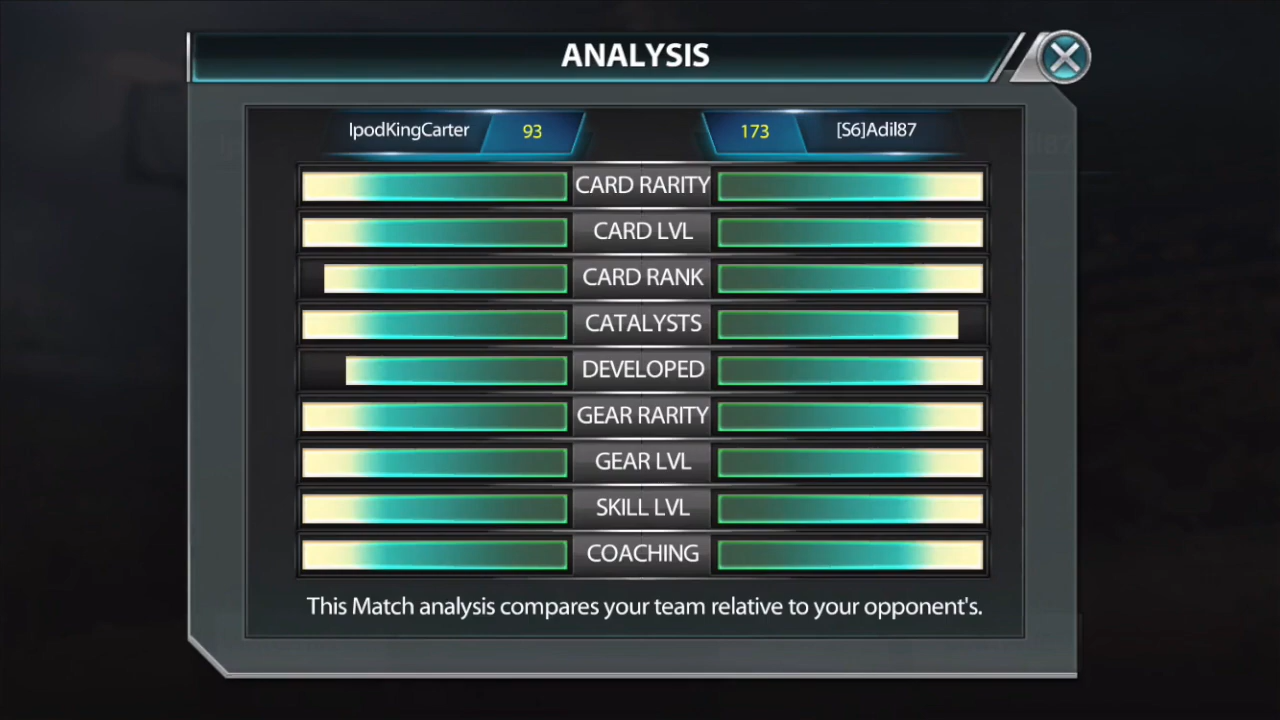 ANALYSIS
IpodKingCarter 93 173 [S6]Adil87
CARD RARITY
CARD LVL
CARD RANK
CATALYSTS
DEVELOPED
GEAR RARITY
GEAR LVL
SKILL LVL
COACHING
This Match analysis compares your team relative to your opponent's.